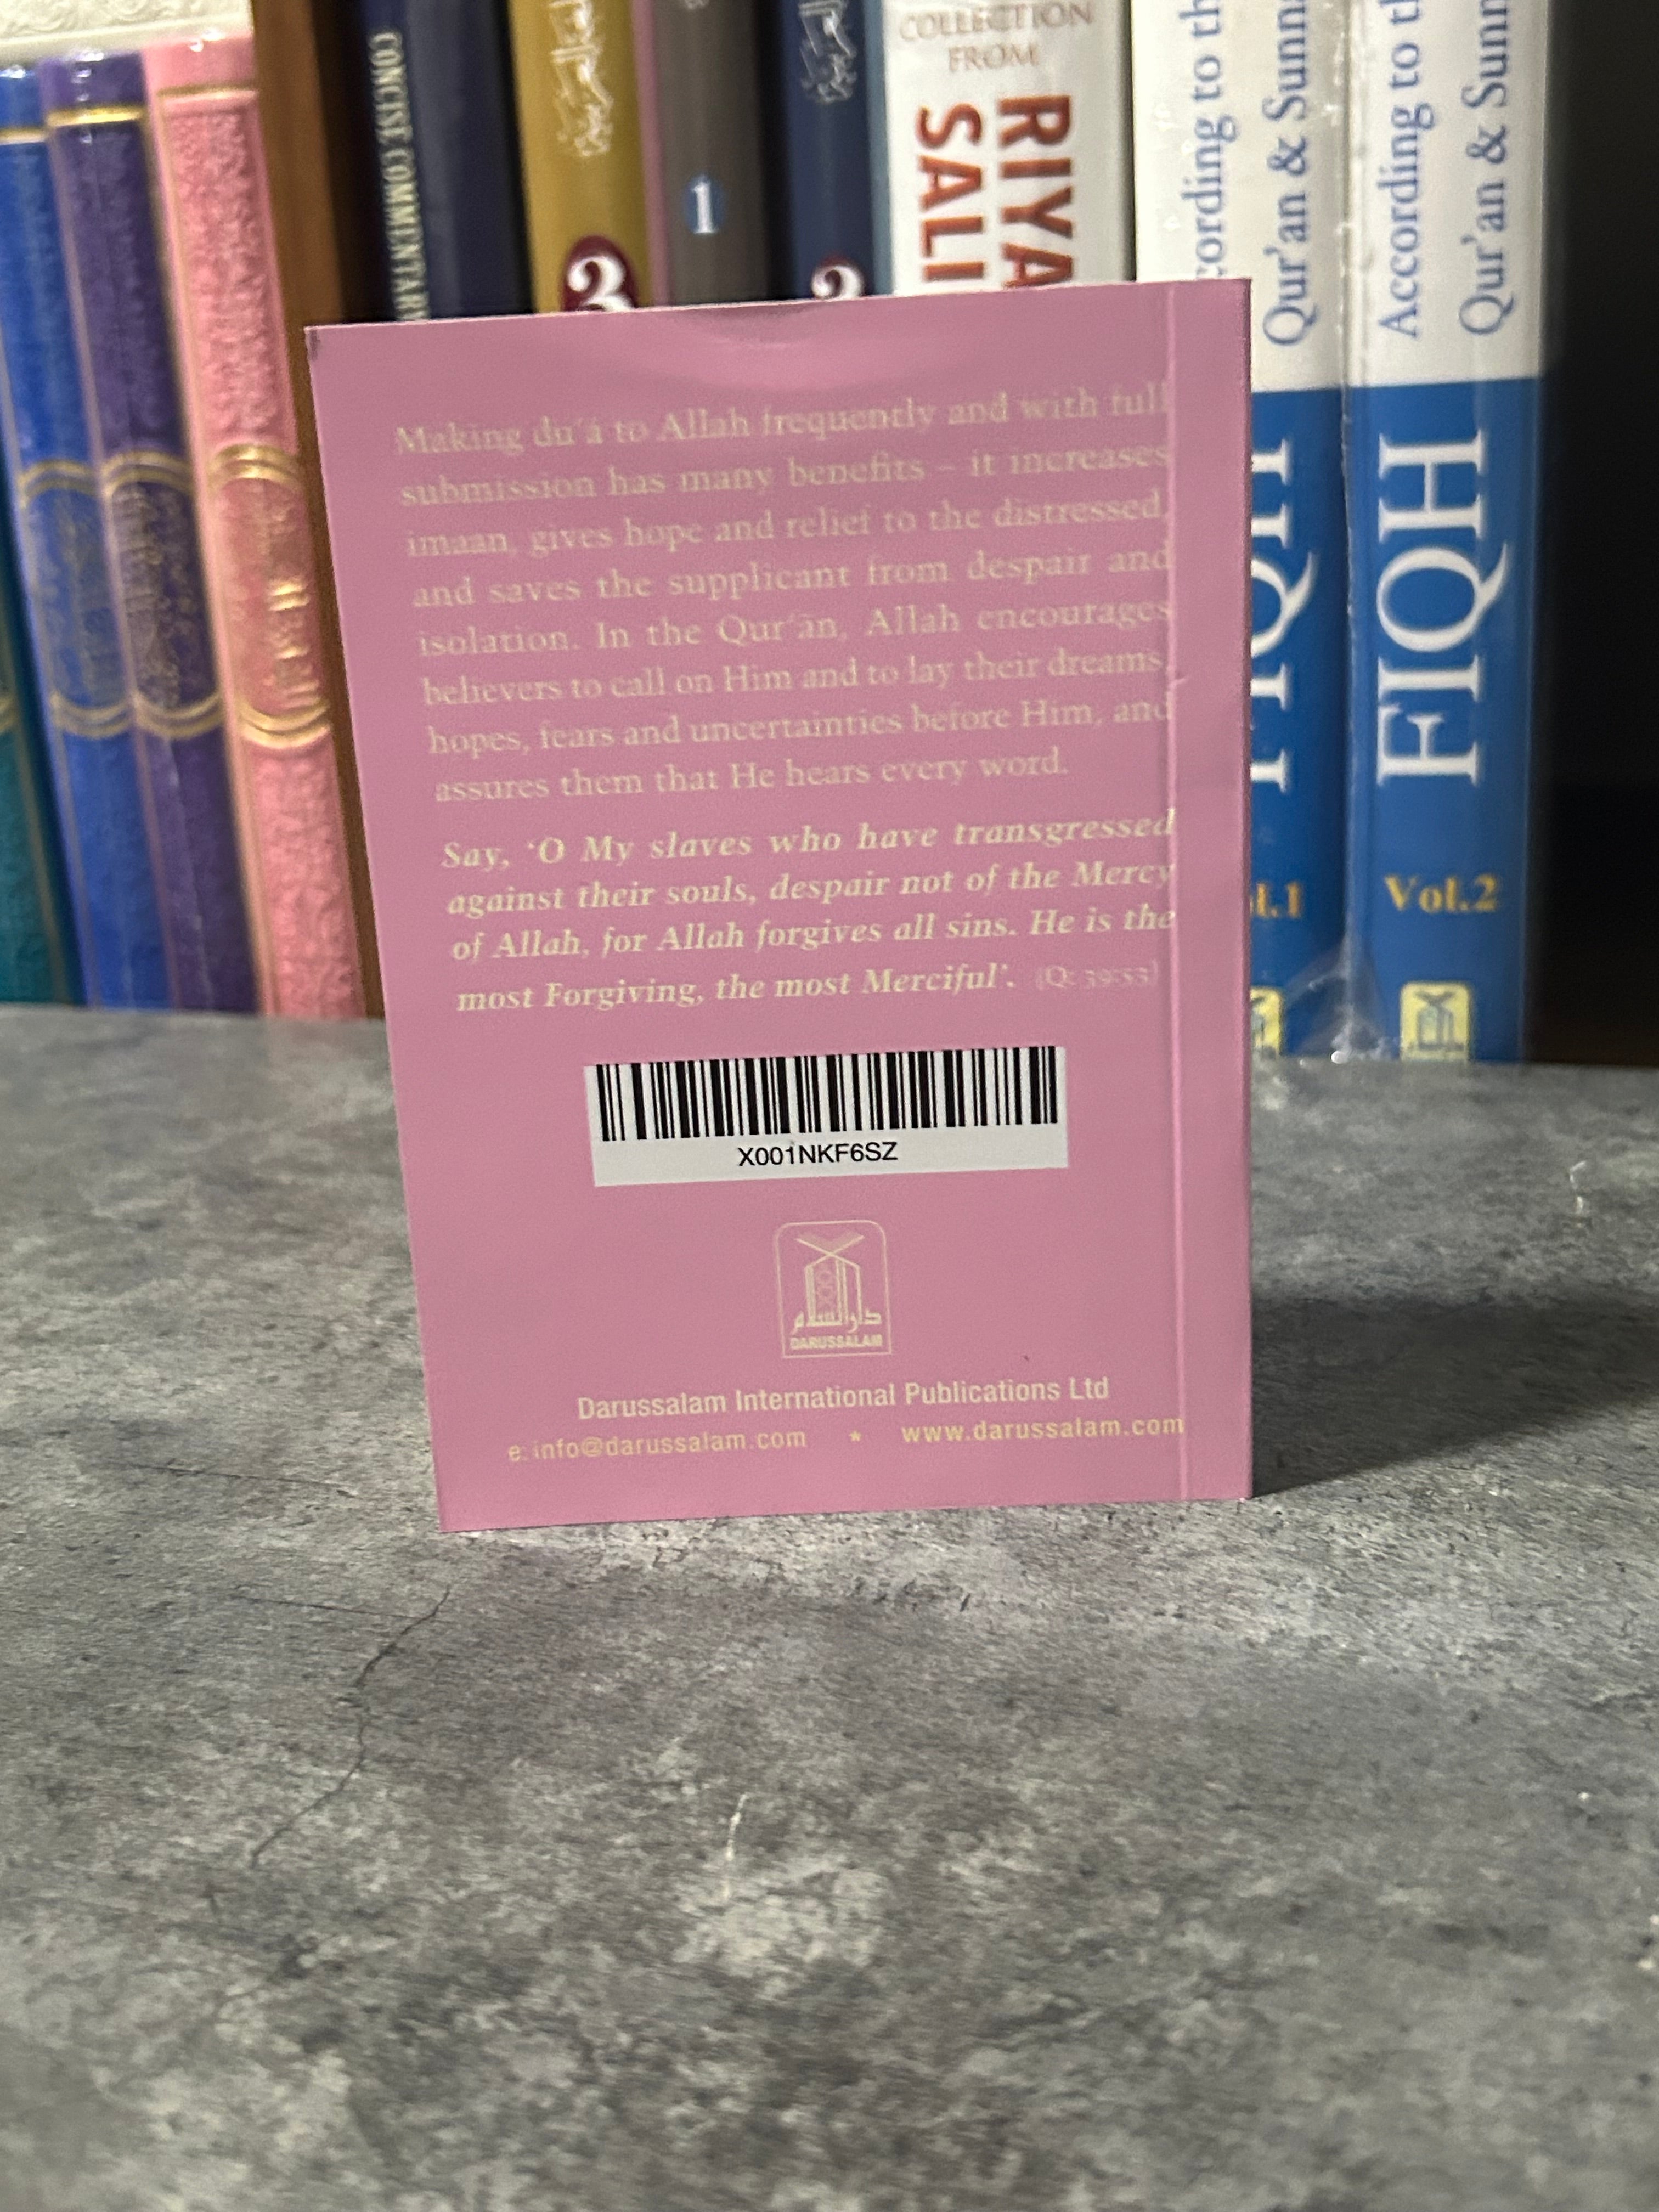 CONCISE COMMENTARY
3
1
COLLECTION
FROM
RIYA
SALI
According to t
Qur'an & Sunn
FIQH
Vol.2
cording to th
Qur'an & Sunna
FIQH
Making du'á to Allah frequently and with full
submission has many benefits – it increases
imaan, gives hope and relief to the distressed,
and saves the supplicant from despair and
isolation. In the Qur'ān, Allah encourages
believers to call on Him and to lay their dreams,
hopes, fears and uncertainties before Him, and
assures them that He hears every word.
Say, 'O My slaves who have transgressed
against their souls, despair not of the Mercy
of Allah, for Allah forgives all sins. He is the
most Forgiving, the most Merciful'. (Q: 39:53)
X001NKF6SZ
دارالسلام
DARUSSALAM
Darussalam International Publications Ltd
e: info@darussalam.com * www.darussalam.com